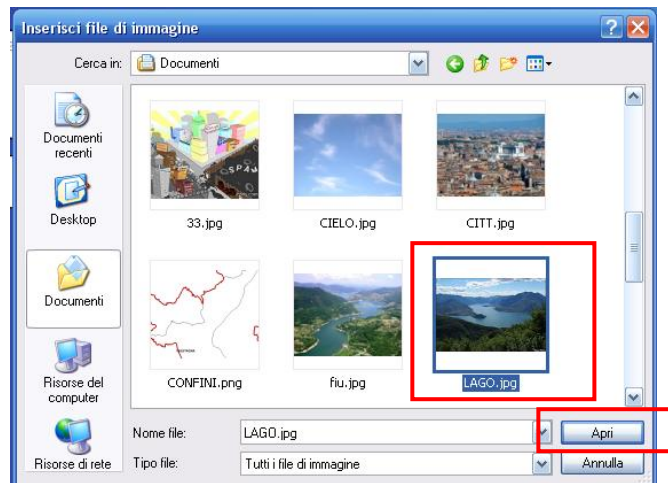 Inserisci file di immagine
Cerca in: Documenti
Documenti
recenti
Desktop
Documenti
Risorse del
computer
Risorse di rete
33.jpg CIELO.jpg CITT.jpg
CONFINI.png fiu.jpg LAGO.jpg
Nome file: LAGO.jpg Apri
Tipo file: Tutti i file di immagine Annulla